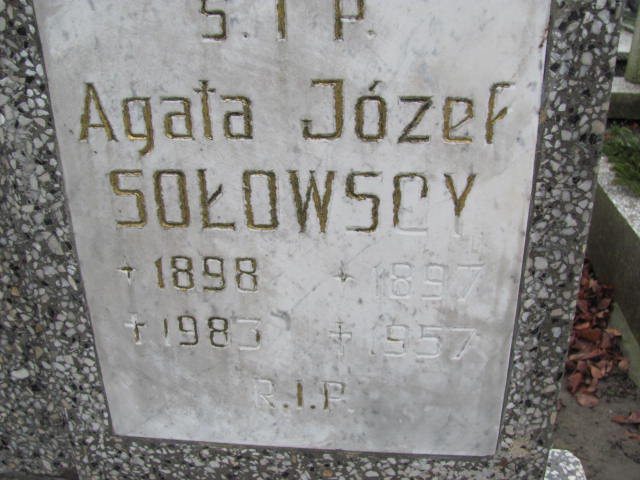 S. I P.
Agata Józef
SOŁOWSCY
+ 1898 + 1897
+ 1983 + 1957
R.I.P.